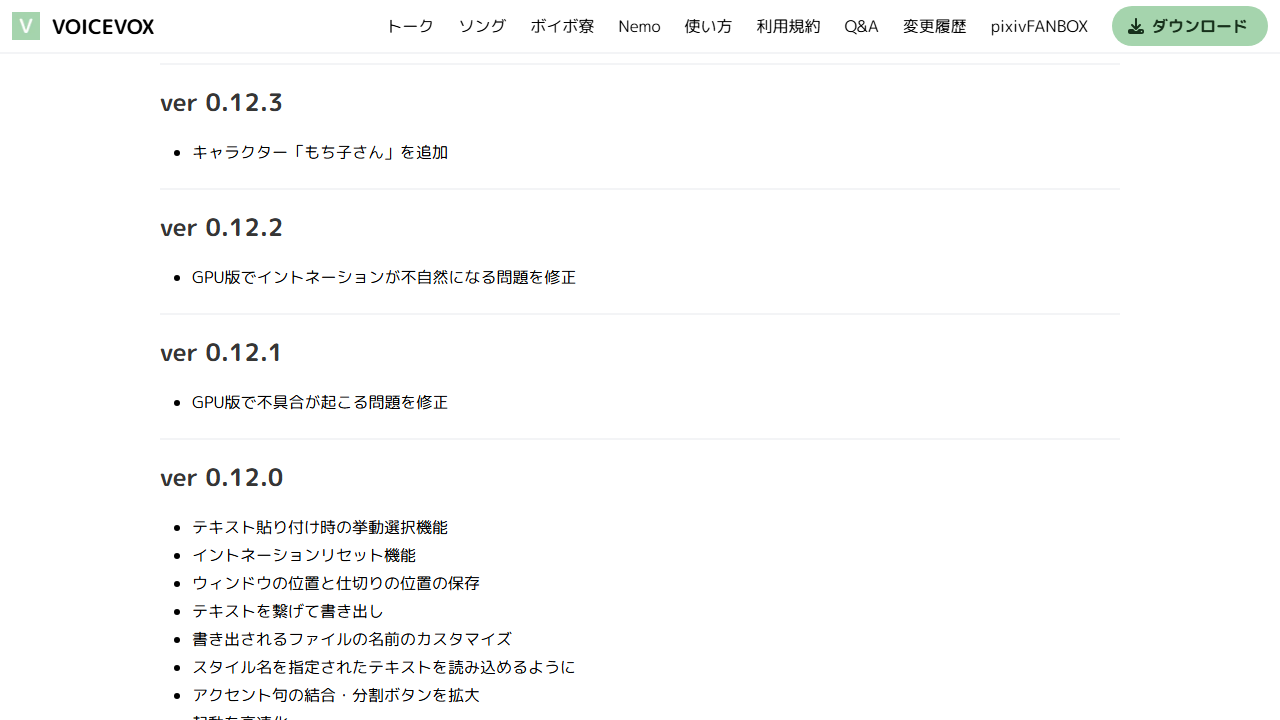 V VOICEVOX トーク ソング ボイボ寮 Nemo 使い方 利用規約 Q&A 変更履歴 pixivFANBOX ダウンロード
ver 0.12.3
キャラクター「もち子さん」を追加
ver 0.12.2
GPU版でイントネーションが不自然になる問題を修正
ver 0.12.1
GPU版で不具合が起こる問題を修正
ver 0.12.0
テキスト貼り付け時の挙動選択機能
イントネーションリセット機能
ウィンドウの位置と仕切りの位置の保存
テキストを繋げて書き出し
書き出されるファイルの名前のカスタマイズ
スタイル名を指定されたテキストを読み込めるように
アクセント句の結合・分割ボタンを拡大